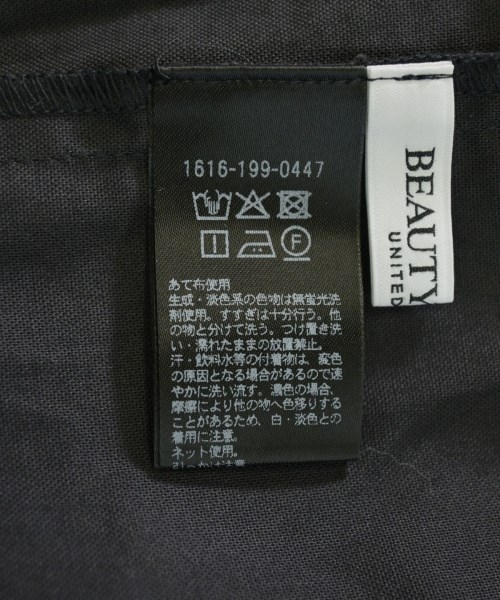 1616-199-0447
F
あて布使用
生成・淡色系の色物は無蛍光洗
剤使用。すすぎは十分行う。他
の物と分けて洗う。つけ置き洗
い・濡れたままの放置禁止。
汗・飲料水等の付着物は、変色
の原因となる場合があるので速
やかに洗い流す。濃色の場合、
摩擦により他の物へ色移りする
ことがあるため、白・淡色との
着用に注意。
ネット使用。
引っかけ注意
BEAUTY
UNITED